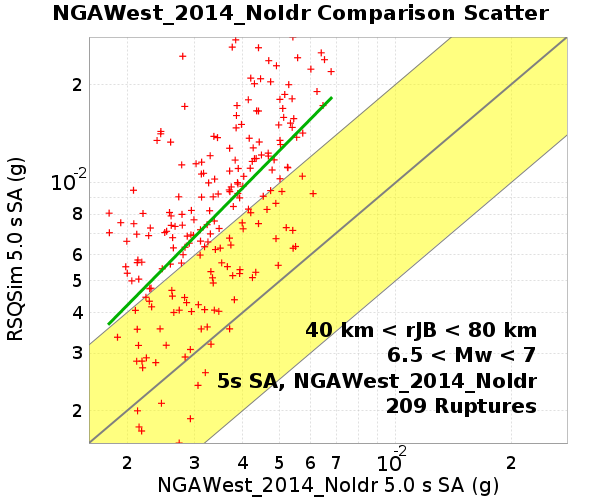 NGAWest_2014_NoIdr Comparison Scatter
RSQSim 5.0 s SA (g)
2
10-2
8
6
5
4
3
2
40 km < rJB < 80 km
6.5 < Mw < 7
5s SA, NGAWest_2014_NoIdr
209 Ruptures
2 3 4 5 6 7 10-2 2
NGAWest_2014_NoIdr 5.0 s SA (g)